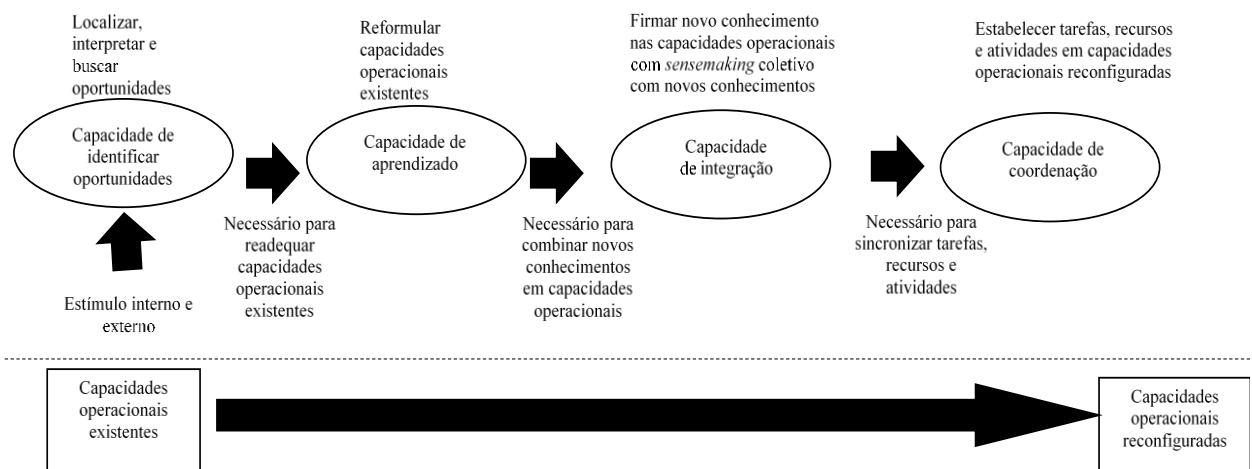 Localizar,
interpretar e
buscar
oportunidades
Reformular
capacidades
operacionais
existentes
Firmar novo conhecimento
nas capacidades operacionais
com sensemaking coletivo
com novos conhecimentos
Estabelecer tarefas, recursos
e atividades em capacidades
operacionais reconfiguradas
Capacidade de
identificar
oportunidades
Capacidade de
aprendizado
Capacidade
de integração
Capacidade de
coordenação
Necessário para
readequar
capacidades
operacionais
existentes
Necessário para
combinar novos
conhecimentos
em capacidades
operacionais
Necessário para
sincronizar tarefas,
recursos e
atividades
Estímulo interno e
externo
Capacidades
operacionais
existentes
Capacidades
operacionais
reconfiguradas